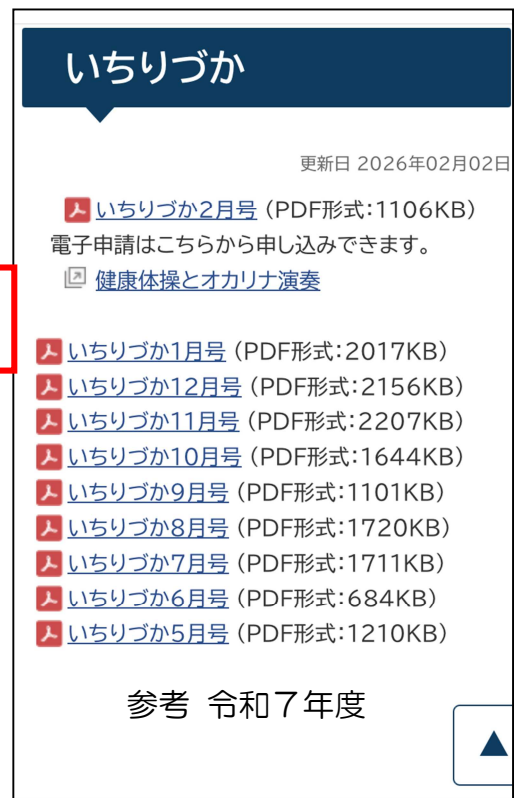 いちりづか
更新日 2026年02月02日
いちりづか2月号 (PDF形式:1106KB)
電子申請はこちらから申し込みできます。
健康体操とオカリナ演奏
いちりづか1月号 (PDF形式:2017KB)
いちりづか12月号 (PDF形式:2156KB)
いちりづか11月号 (PDF形式:2207KB)
いちりづか10月号 (PDF形式:1644KB)
いちりづか9月号 (PDF形式:1101KB)
いちりづか8月号 (PDF形式:1720KB)
いちりづか7月号 (PDF形式:1711KB)
いちりづか6月号 (PDF形式:684KB)
いちりづか5月号 (PDF形式:1210KB)
参考 令和7年度
▲